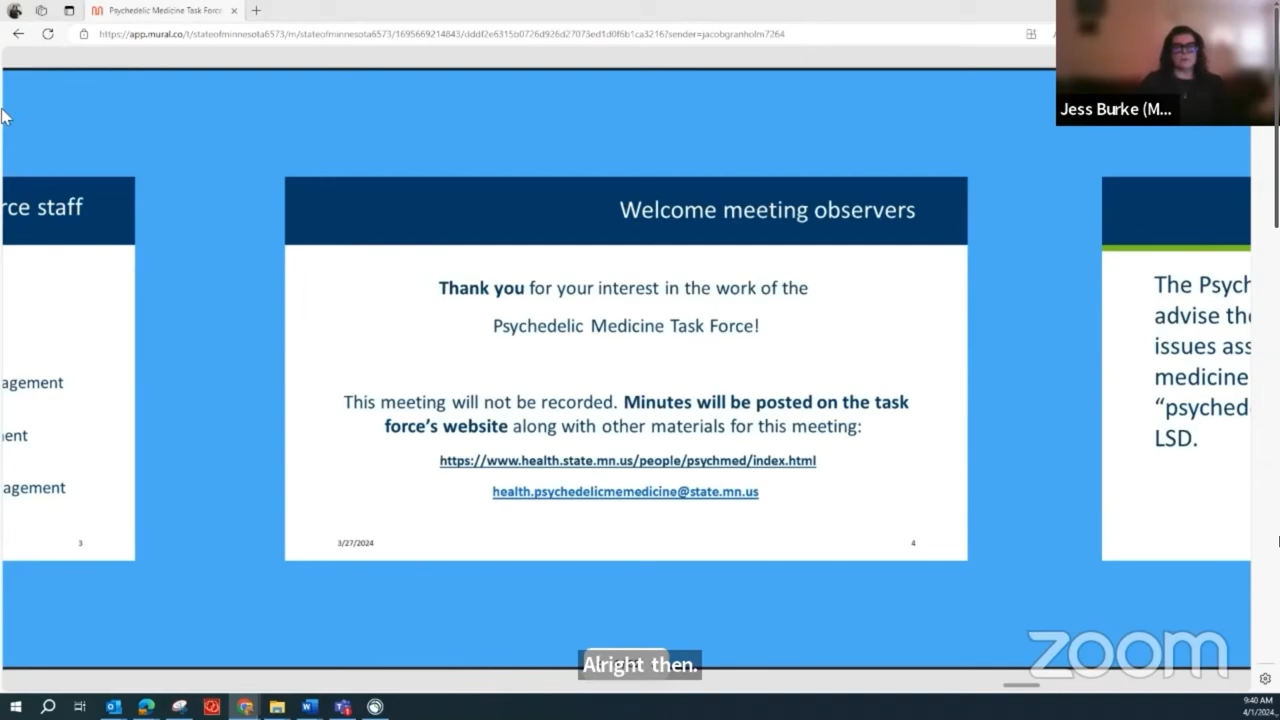 Psychedelic Medicine Task Force
https://app.mural.co/t/stateofminnesota6573/m/stateofminnesota6573/1695669214843/dddf2e6315b0726d926d27073ed1d0f6b1ca3216?sender=jacobgranholm7264
Jess Burke (M...
rce staff
agement
ent
agement
3
Welcome meeting observers
Thank you for your interest in the work of the
Psychedelic Medicine Task Force!
This meeting will not be recorded. Minutes will be posted on the task
force's website along with other materials for this meeting:
https://www.health.state.mn.us/people/psychmed/index.html
health.psychedelicmemedicine@state.mn.us
3/27/2024
4
The Psych
advise the
issues ass
medicine
“psyched
LSD.
Alright then.
zoom
9:40 AM
4/1/2024